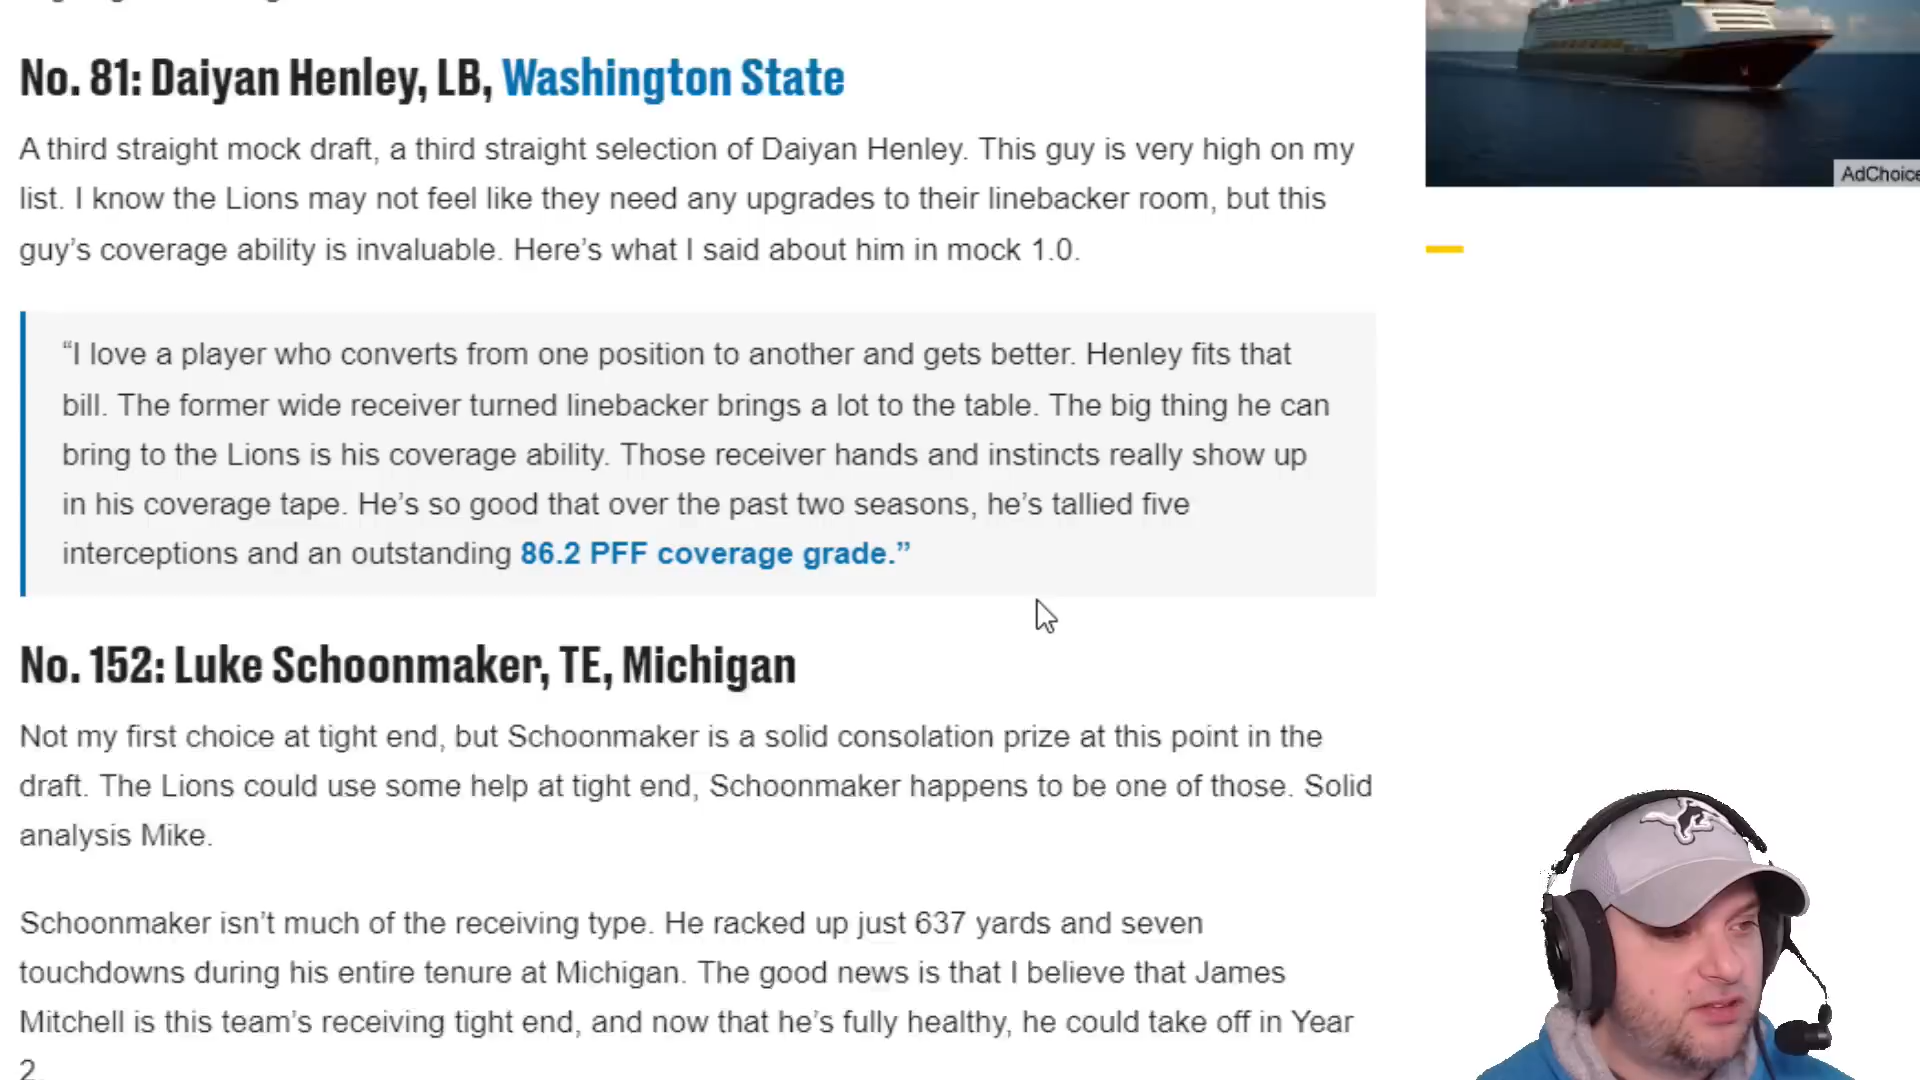 No. 81: Daiyan Henley, LB, Washington State
A third straight mock draft, a third straight selection of Daiyan Henley. This guy is very high on my
list. I know the Lions may not feel like they need any upgrades to their linebacker room, but this
guy’s coverage ability is invaluable. Here’s what I said about him in mock 1.0.
“I love a player who converts from one position to another and gets better. Henley fits that
bill. The former wide receiver turned linebacker brings a lot to the table. The big thing he can
bring to the Lions is his coverage ability. Those receiver hands and instincts really show up
in his coverage tape. He’s so good that over the past two seasons, he’s tallied five
interceptions and an outstanding 86.2 PFF coverage grade.”
No. 152: Luke Schoonmaker, TE, Michigan
Not my first choice at tight end, but Schoonmaker is a solid consolation prize at this point in the
draft. The Lions could use some help at tight end, Schoonmaker happens to be one of those. Solid
analysis Mike.
Schoonmaker isn’t much of the receiving type. He racked up just 637 yards and seven
touchdowns during his entire tenure at Michigan. The good news is that I believe that James
Mitchell is this team’s receiving tight end, and now that he’s fully healthy, he could take off in Year
2.
AdChoice